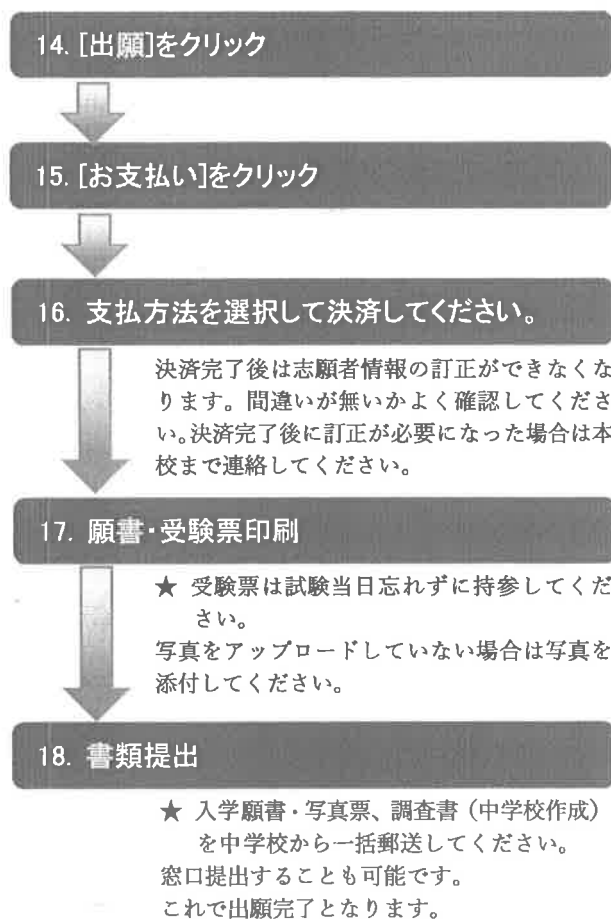 14. [出願]をクリック
15. [お支払い]をクリック
16. 支払方法を選択して決済してください。
決済完了後は志願者情報の訂正ができなくな
ります。間違いが無いかよく確認してくださ
い。決済完了後に訂正が必要になった場合は本
校まで連絡してください。
17. 願書・受験票印刷
★ 受験票は試験当日忘れずに持参してくだ
さい。
写真をアップロードしていない場合は写真を
添付してください。
18. 書類提出
★ 入学願書・写真票、調査書（中学校作成）
を中学校から一括郵送してください。
窓口提出することも可能です。
これで出願完了となります。